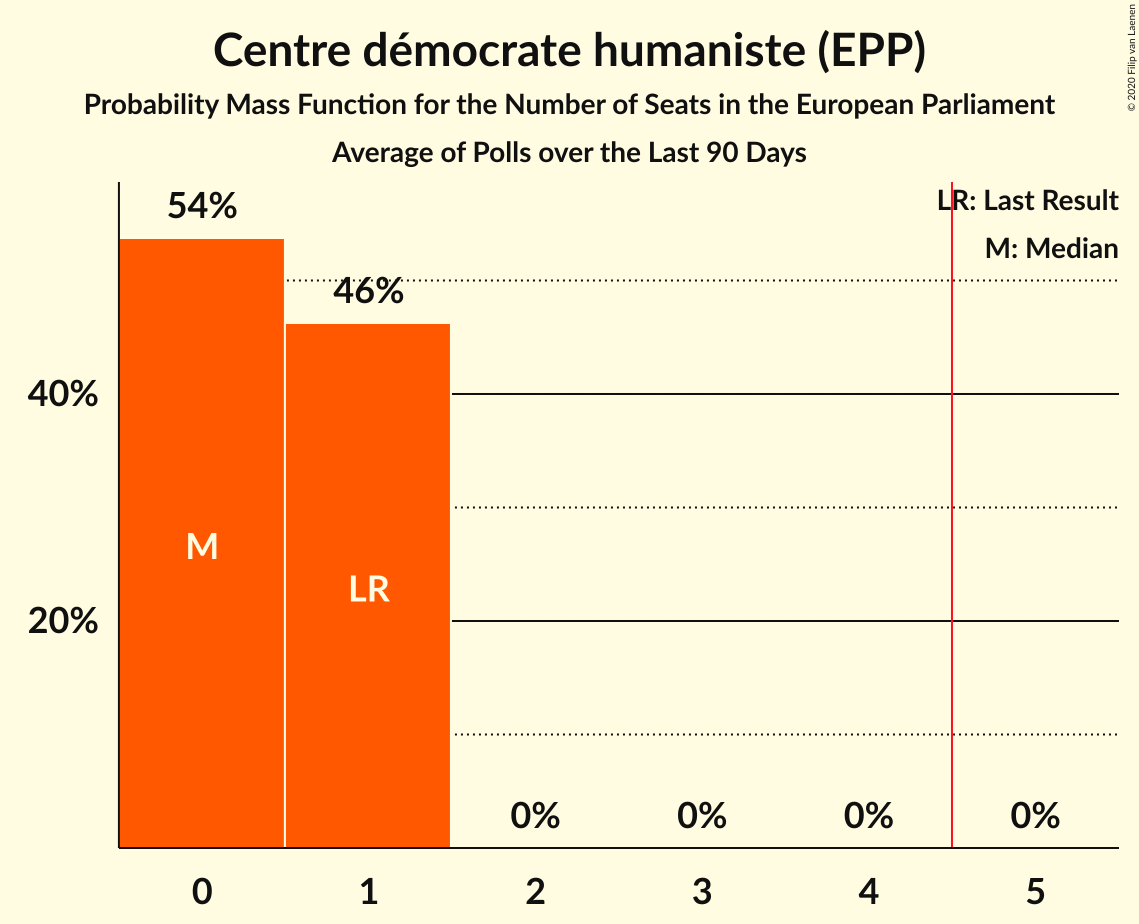 Centre démocrate humaniste (EPP)
Probability Mass Function for the Number of Seats in the European Parliament
Average of Polls over the Last 90 Days
© 2020 Filip van Laenen
LR: Last Result
M: Median
54%
46%
40%
20%
M
LR
0%
0%
0%
0%
0
1
2
3
4
5